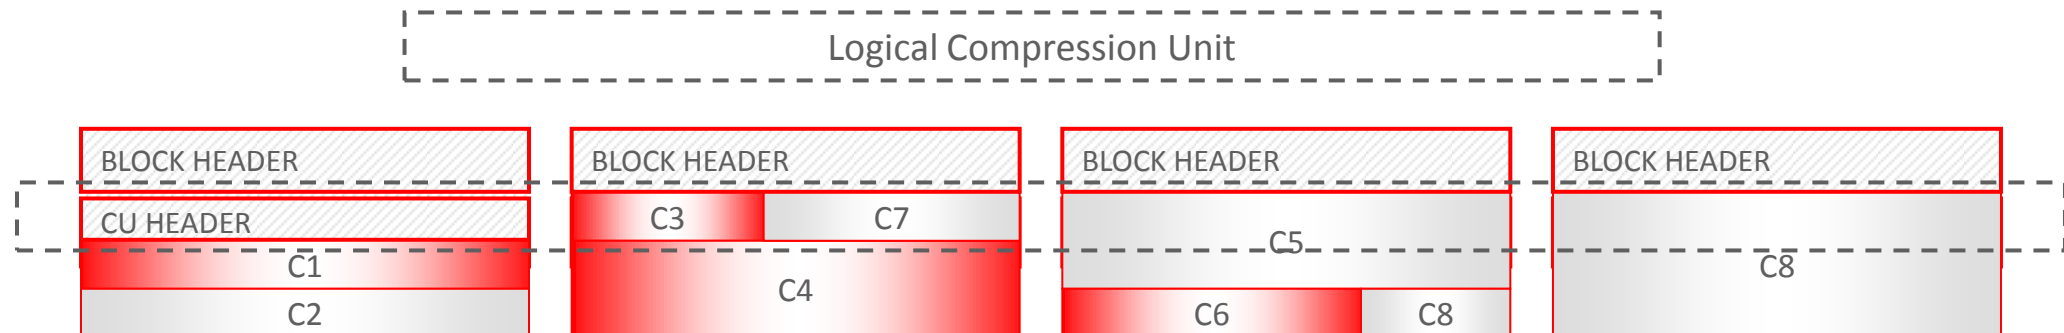 Logical Compression Unit
BLOCK HEADER
BLOCK HEADER
BLOCK HEADER
BLOCK HEADER
CU HEADER
C3
C7
C5
C1
C8
C4
C2
C6
C8